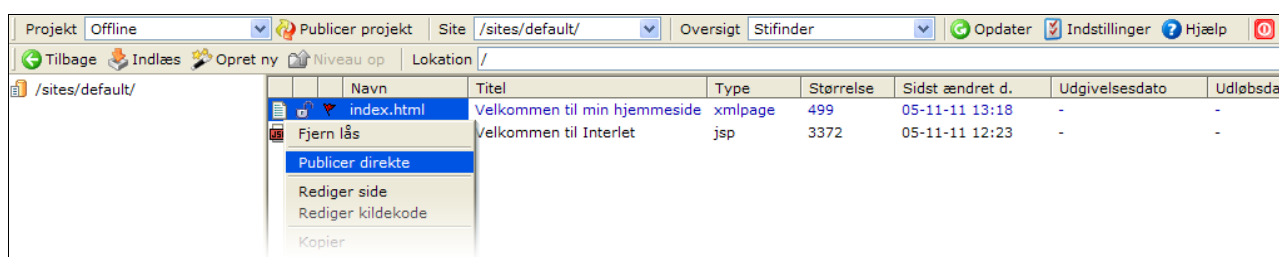 Projekt Offline Publicer projekt Site /sites/default/ Oversigt Stifinder Opdater Indstillinger Hjælp
Tilbage Indlæs Opret ny Niveau op Lokation /
/sites/default/ Navn Titel Type Størrelse Sidst ændret d. Udgivelsesdato Udløbsda
index.html Velkommen til min hjemmeside xmlpage 499 05-11-11 13:18 - -
Fjern lås Velkommen til Interlet jsp 3372 05-11-11 12:23 - -
Publicer direkte
Rediger side
Rediger kildekode
Kopier